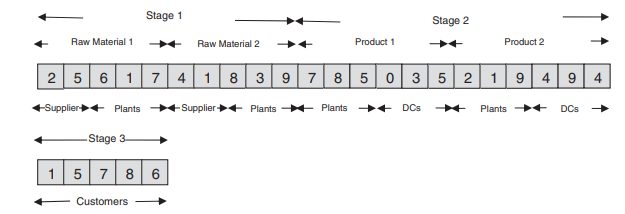 Stage 1 Stage 2
Raw Material 1 Raw Material 2 Product 1 Product 2
2 5 6 1 7 4 1 8 3 9 7 8 5 0 3 5 2 1 9 4 9 4
Supplier Plants Supplier Plants Plants DCs Plants DCs
Stage 3
1 5 7 8 6
Customers